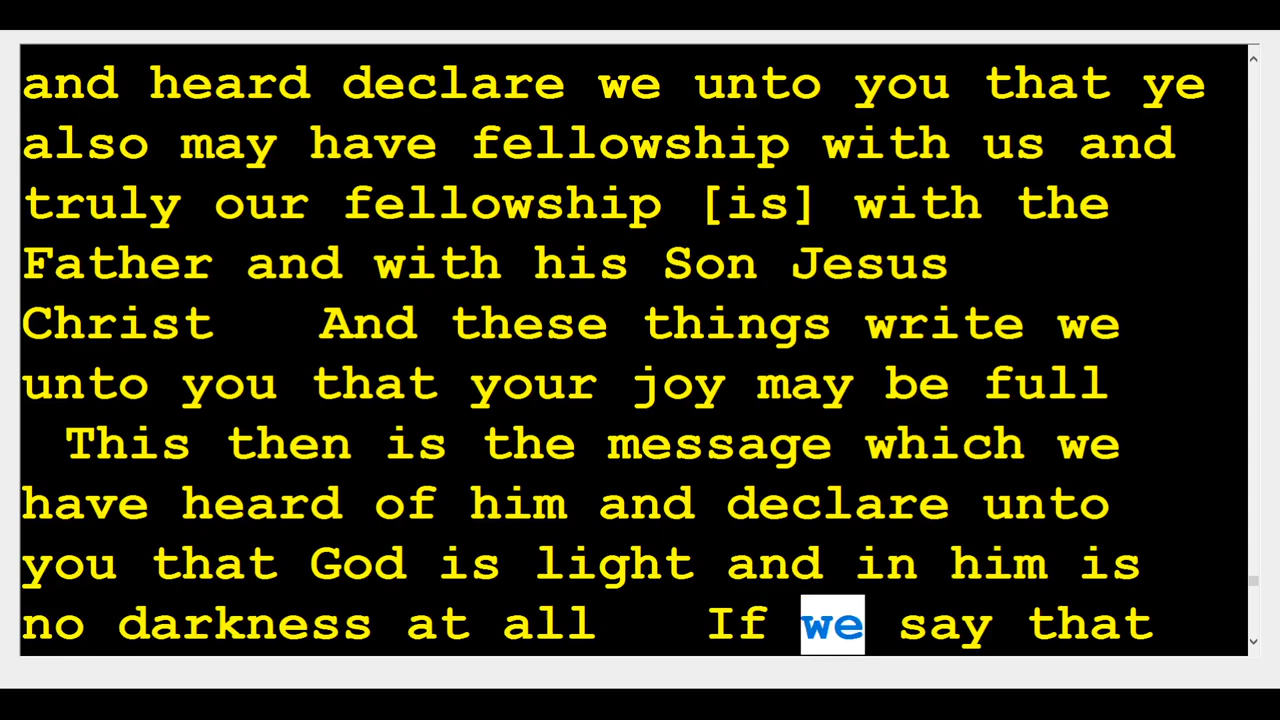 and heard declare we unto you that ye
also may have fellowship with us and
truly our fellowship [is] with the
Father and with his Son Jesus
Christ   And these things write we
unto you that your joy may be full
This then is the message which we
have heard of him and declare unto
you that God is light and in him is
no darkness at all   If we say that